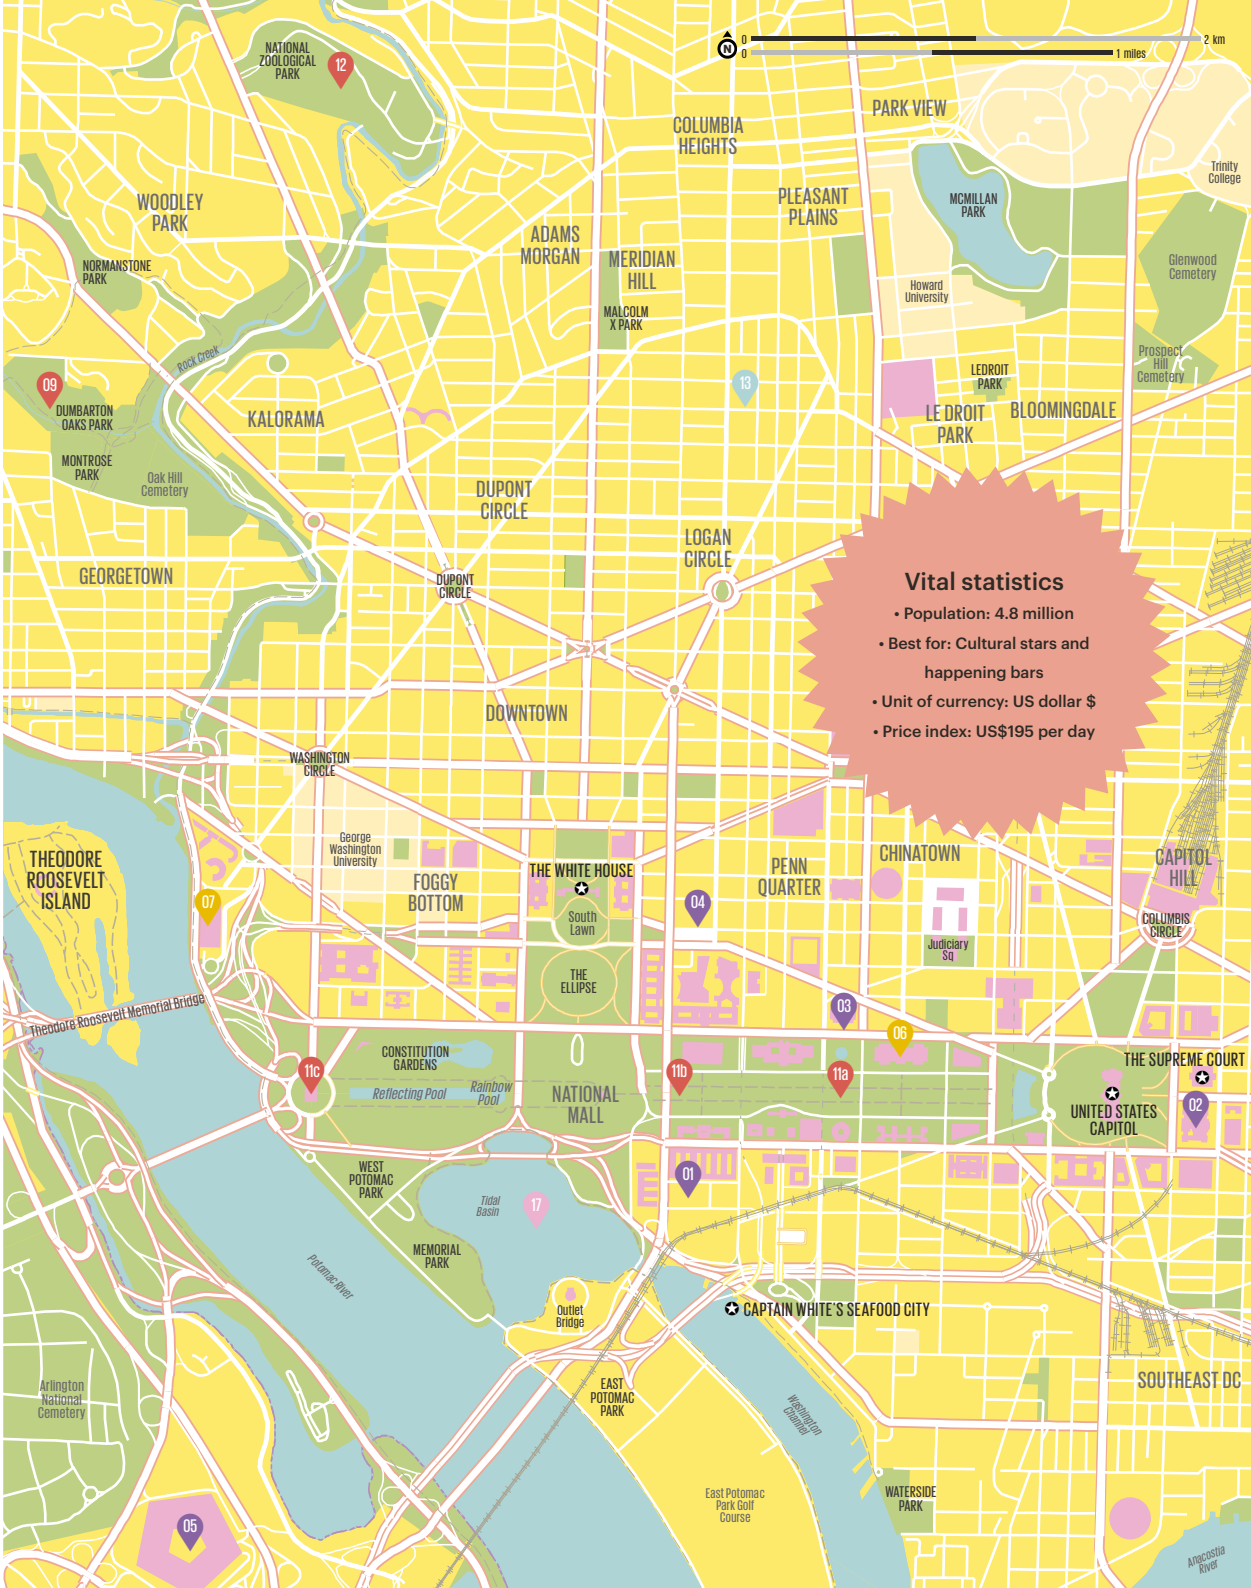 NATIONAL
ZOOLOGICAL
PARK
12
N
0
2 km
0
1 miles
COLUMBIA
HEIGHTS
PARK VIEW
Trinity
College
WOODLEY
PARK
PLEASANT
PLAINS
MCMILLAN
PARK
ADAMS
MORGAN
MERIDIAN
HILL
NORMANSTONE
PARK
Glenwood
Cemetery
Howard
University
MALCOLM
X PARK
Rock Creek
Prospect
Hill
Cemetery
09
DUMBARTON
OAKS PARK
13
LEDROIT
PARK
KALORAMA
LE DROIT
PARK
BLOOMINGDALE
MONTROSE
PARK
Oak Hill
Cemetery
DUPONT
CIRCLE
LOGAN
CIRCLE
GEORGETOWN
DUPONT
CIRCLE
Vital statistics
• Population: 4.8 million
• Best for: Cultural stars and
happening bars
• Unit of currency: US dollar $
• Price index: US$195 per day
DOWNTOWN
WASHINGTON
CIRCLE
George
Washington
University
THEODORE
ROOSEVELT
ISLAND
07
FOGGY
BOTTOM
THE WHITE HOUSE
South
Lawn
04
PENN
QUARTER
CHINATOWN
CAPITOL
HILL
COLUMBIS
CIRCLE
Judiciary
Sq
THE
ELLIPSE
Theodore Roosevelt Memorial Bridge
03
06
CONSTITUTION
GARDENS
11c
Reflecting Pool
Rainbow
Pool
NATIONAL
MALL
11b
11a
THE SUPREME COURT
UNITED STATES
CAPITOL
02
WEST
POTOMAC
PARK
01
Tidal
Basin
17
MEMORIAL
PARK
Potomac River
Outlet
Bridge
CAPTAIN WHITE'S SEAFOOD CITY
Arlington
National
Cemetery
EAST
POTOMAC
PARK
Washington
Channel
SOUTHEAST DC
East Potomac
Park Golf
Course
WATERSIDE
PARK
05
Anacostia
River